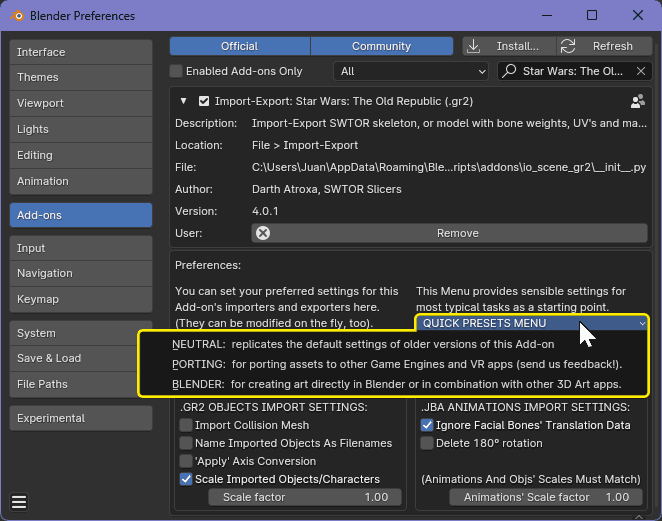 Blender Preferences
Interface
Themes
Viewport
Lights
Editing
Animation
Add-ons
Input
Navigation
Keymap
System
Save & Load
File Paths
Experimental
Official Community Install... Refresh
Enabled Add-ons Only All Star Wars: The Ol...
Import-Export: Star Wars: The Old Republic (.gr2)
Description: Import-Export SWTOR skeleton, or model with bone weights, UV's and ma...
Location: File > Import-Export
File: C:\Users\Juan\AppData\Roaming\Ble...ripts\addons\io_scene_gr2\__init__.py
Author: Darth Atroxa, SWTOR Slicers
Version: 4.0.1
User: Remove
Preferences:
You can set your preferred settings for this
Add-on's importers and exporters here.
(They can be modified on the fly, too).
This Menu provides sensible settings for
most typical tasks as a starting point.
QUICK PRESETS MENU
NEUTRAL: replicates the default settings of older versions of this Add-on
PORTING: for porting assets to other Game Engines and VR apps (send us feedback!).
BLENDER: for creating art directly in Blender or in combination with other 3D Art apps.
.GR2 OBJECTS IMPORT SETTINGS:
Import Collision Mesh
Name Imported Objects As Filenames
'Apply' Axis Conversion
Scale Imported Objects/Characters
Scale factor 1.00
.JBA ANIMATIONS IMPORT SETTINGS:
Ignore Facial Bones' Translation Data
Delete 180º rotation
(Animations And Objs' Scales Must Match)
Animations' Scale factor 1.00